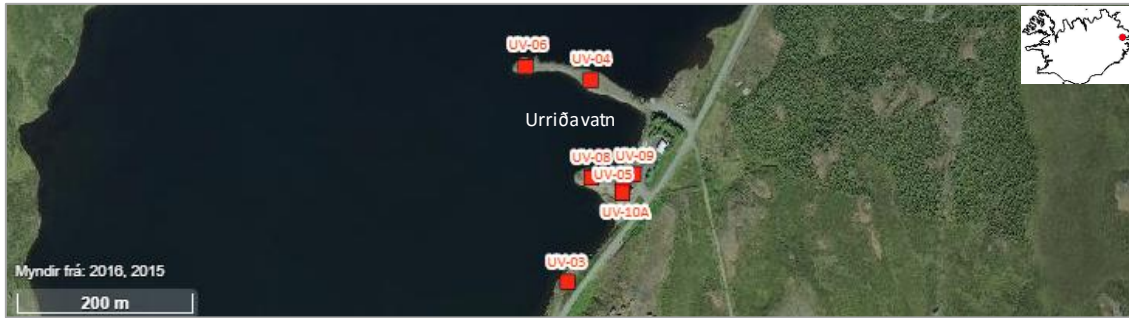 UV-06
UV-04
Urriðavatn
UV-08
UV-09
UV-05
UV-10A
UV-03
Myndir frá: 2016, 2015
200 m